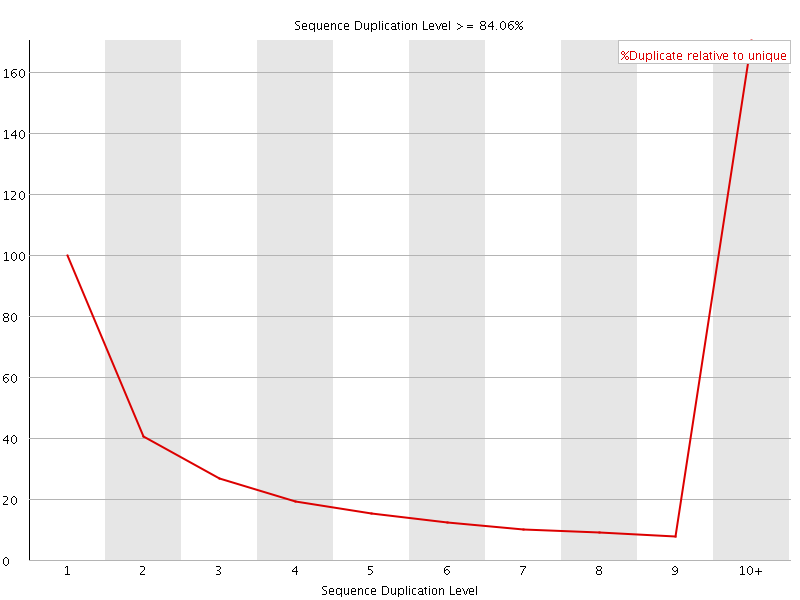 Sequence Duplication Level >= 84.06%
%Duplicate relative to unique
160
140
120
100
80
60
40
20
0
1 2 3 4 5 6 7 8 9 10+
Sequence Duplication Level